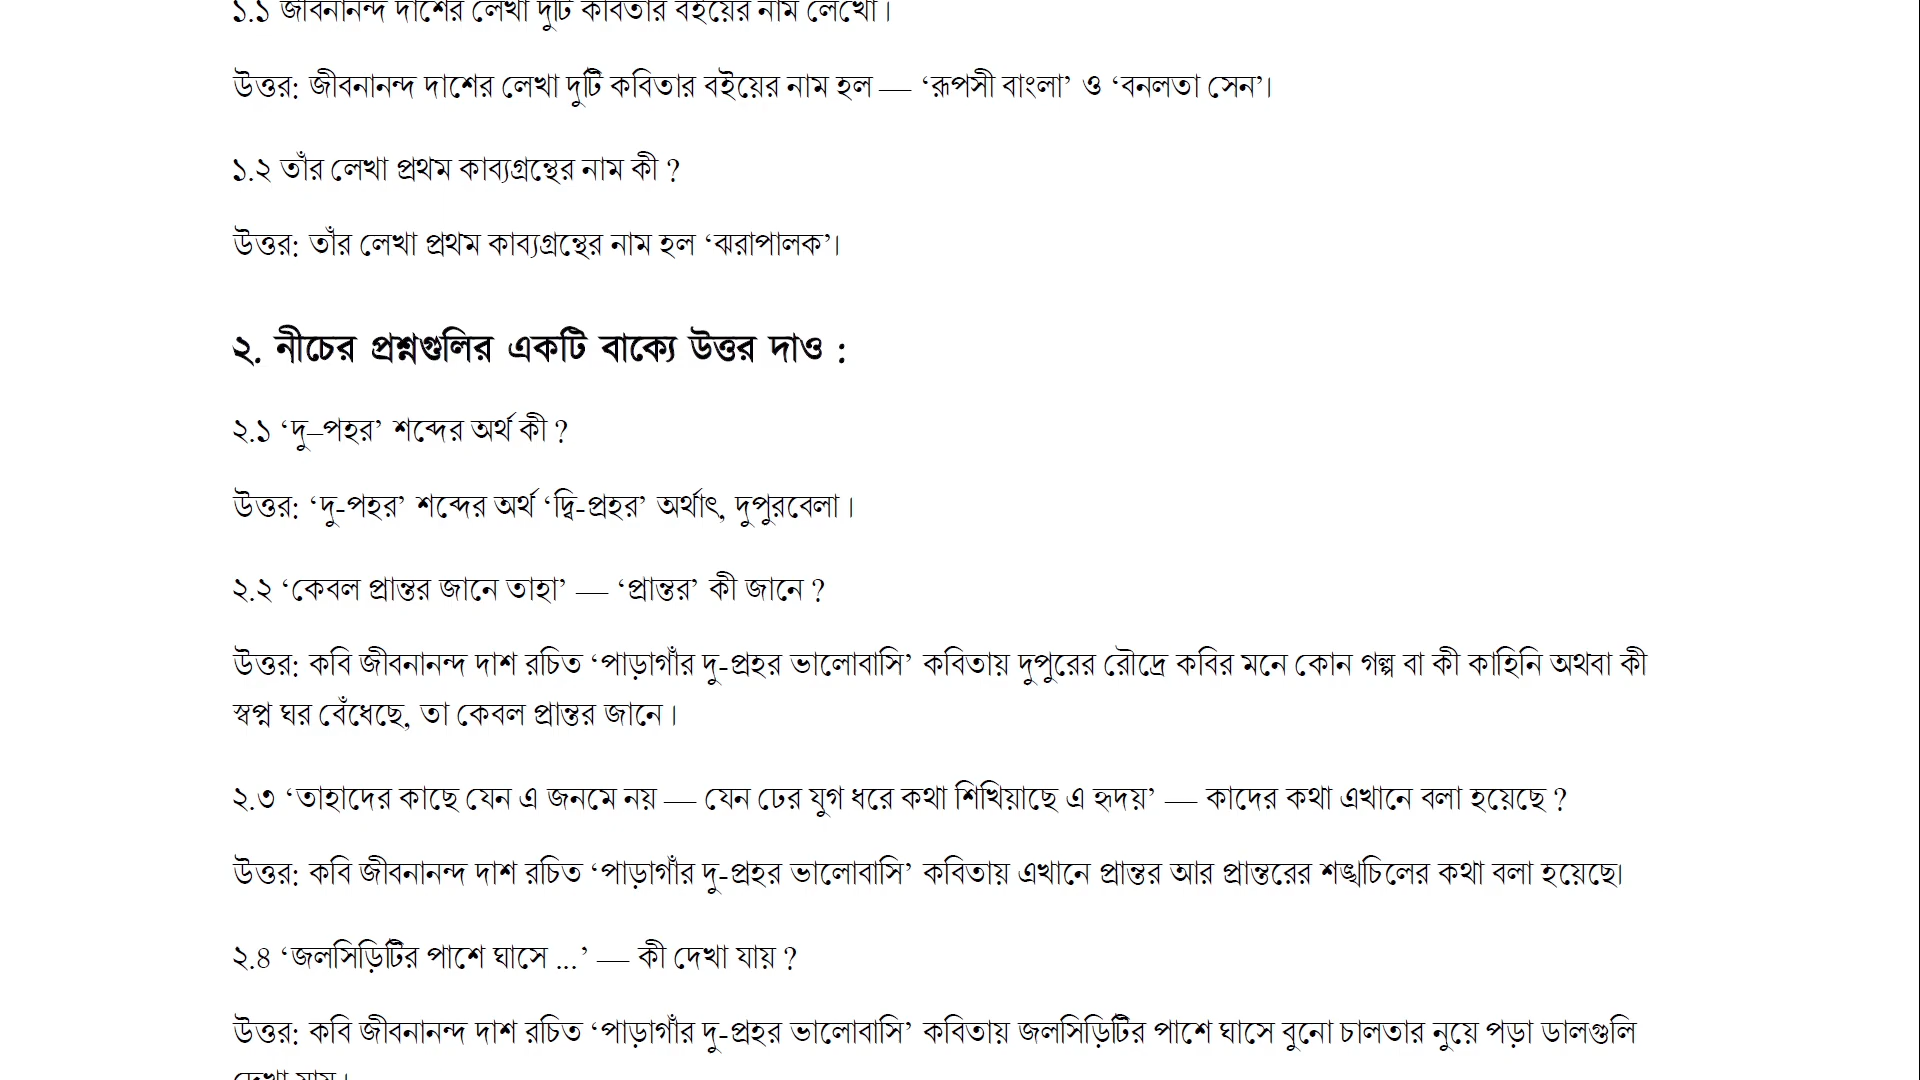 ১.১ জীবনানন্দ দাশের লেখা দুটি কবিতার বইয়ের নাম লেখো।
উত্তর: জীবনানন্দ দাশের লেখা দুটি কবিতার বইয়ের নাম হল — ‘রূপসী বাংলা’ ও ‘বনলতা সেন’।
১.২ তাঁর লেখা প্রথম কাব্যগ্রন্থের নাম কী ?
উত্তর: তাঁর লেখা প্রথম কাব্যগ্রন্থের নাম হল ‘ঝরাপালক’।
২. নীচের প্রশ্নগুলির একটি বাক্যে উত্তর দাও :
২.১ ‘দু–পহর’ শব্দের অর্থ কী ?
উত্তর: ‘দু-পহর’ শব্দের অর্থ ‘দ্বি-প্রহর’ অর্থাৎ, দুপুরবেলা।
২.২ ‘কেবল প্রান্তর জানে তাহা’ — ‘প্রান্তর’ কী জানে ?
উত্তর: কবি জীবনানন্দ দাশ রচিত ‘পাড়াগাঁর দু-প্রহর ভালোবাসি’ কবিতায় দুপুরের রৌদ্রে কবির মনে কোন গল্প বা কী কাহিনি অথবা কী
স্বপ্ন ঘর বেঁধেছে, তা কেবল প্রান্তর জানে।
২.৩ ‘তাহাদের কাছে যেন এ জনমে নয় — যেন ঢের যুগ ধরে কথা শিখিয়াছে এ হৃদয়’ — কাদের কথা এখানে বলা হয়েছে ?
উত্তর: কবি জীবনানন্দ দাশ রচিত ‘পাড়াগাঁর দু-প্রহর ভালোবাসি’ কবিতায় এখানে প্রান্তর আর প্রান্তরের শঙ্খচিলের কথা বলা হয়েছে।
২.৪ ‘জলসিড়িটির পাশে ঘাসে ...’ — কী দেখা যায় ?
উত্তর: কবি জীবনানন্দ দাশ রচিত ‘পাড়াগাঁর দু-প্রহর ভালোবাসি’ কবিতায় জলসিড়িটির পাশে ঘাসে বুনো চালতার নুয়ে পড়া ডালগুলি
দেখা যায়।